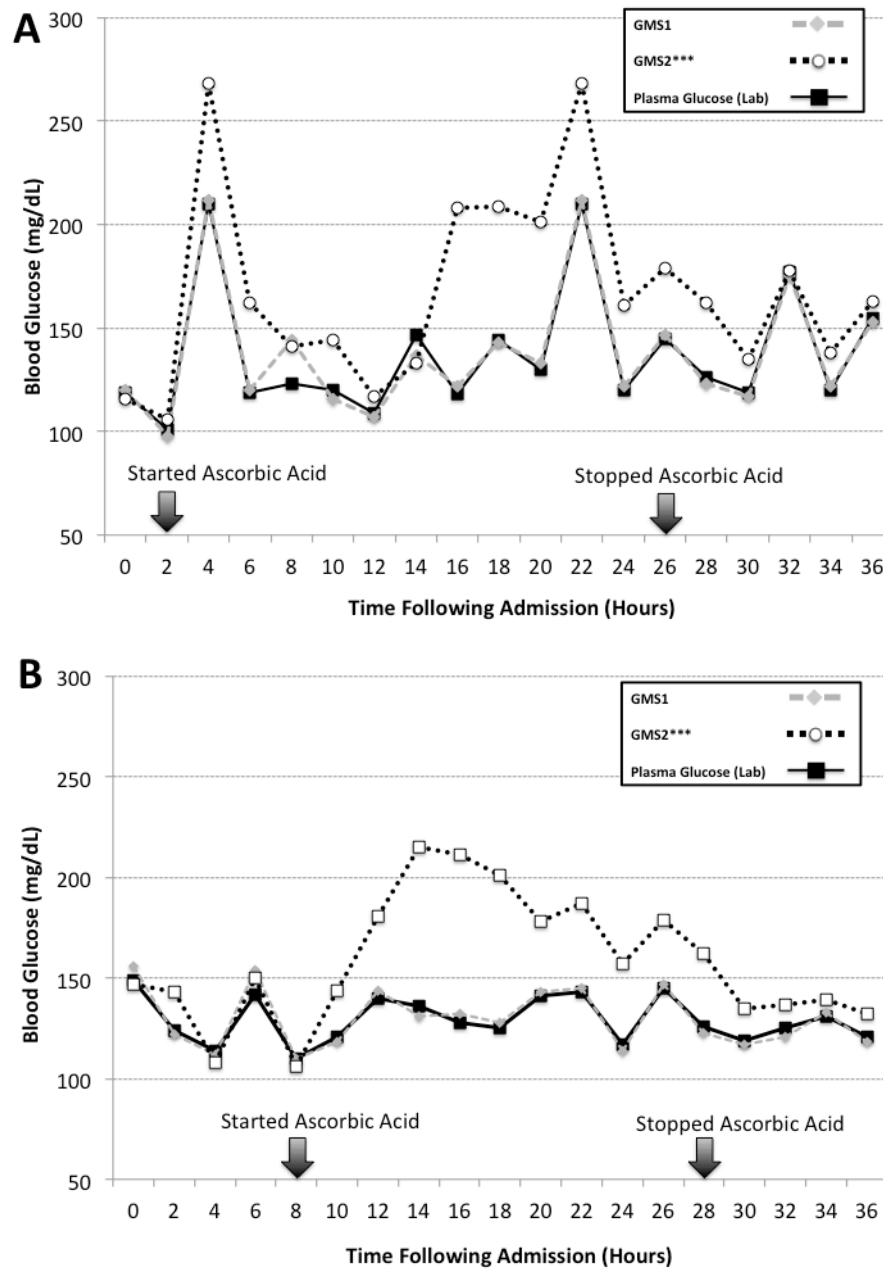 A
300
250
200
150
100
50
Blood Glucose (mg/dL)
GMS1
GMS2***
Plasma Glucose (Lab)
Started Ascorbic Acid
Stopped Ascorbic Acid
0 2 4 6 8 10 12 14 16 18 20 22 24 26 28 30 32 34 36
Time Following Admission (Hours)
B
300
250
200
150
100
50
Blood Glucose (mg/dL)
GMS1
GMS2***
Plasma Glucose (Lab)
Started Ascorbic Acid
Stopped Ascorbic Acid
0 2 4 6 8 10 12 14 16 18 20 22 24 26 28 30 32 34 36
Time Following Admission (Hours)